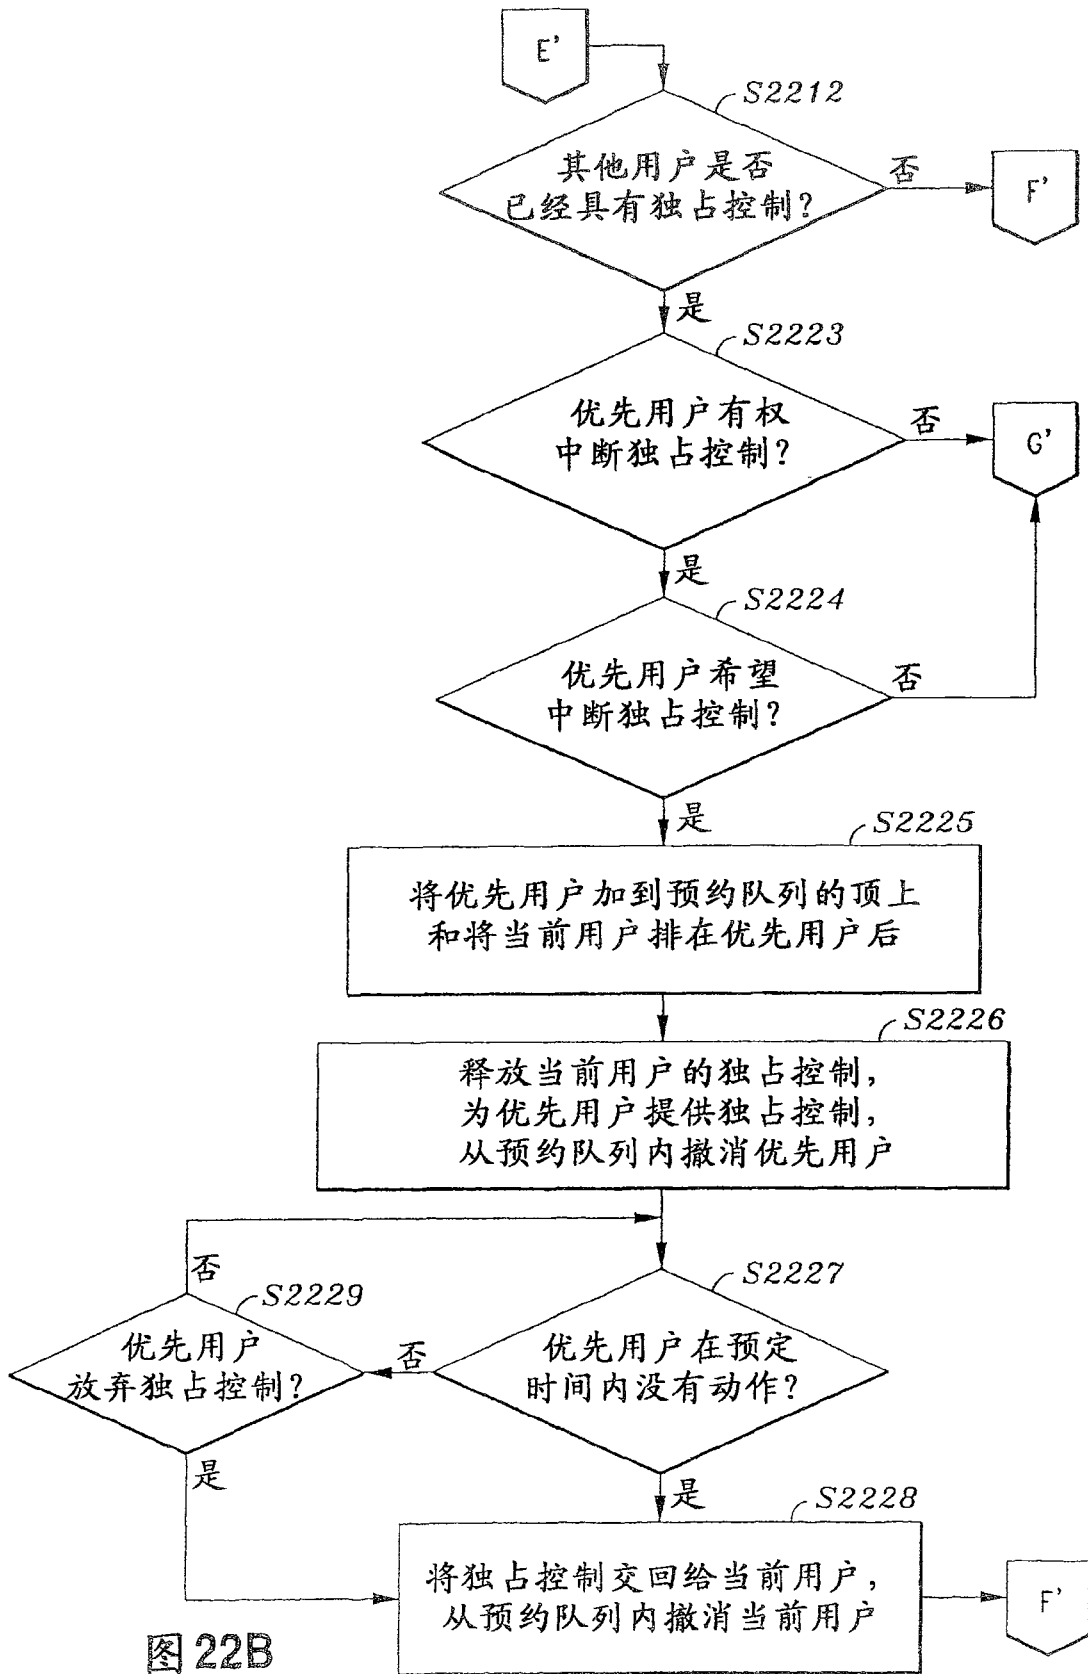 E'
S2212
其他用户是否
已经具有独占控制?
否
F'
是
S2223
优先用户有权
中断独占控制?
否
G'
是
S2224
优先用户希望
中断独占控制?
否
是
S2225
将优先用户加到预约队列的顶上
和将当前用户排在优先用户后
S2226
释放当前用户的独占控制,
为优先用户提供独占控制,
从预约队列内撤消优先用户
否
S2229
优先用户
放弃独占控制?
否
S2227
优先用户在预定
时间内没有动作?
是
是
S2228
将独占控制交回给当前用户,
从预约队列内撤消当前用户
F'
图 22B